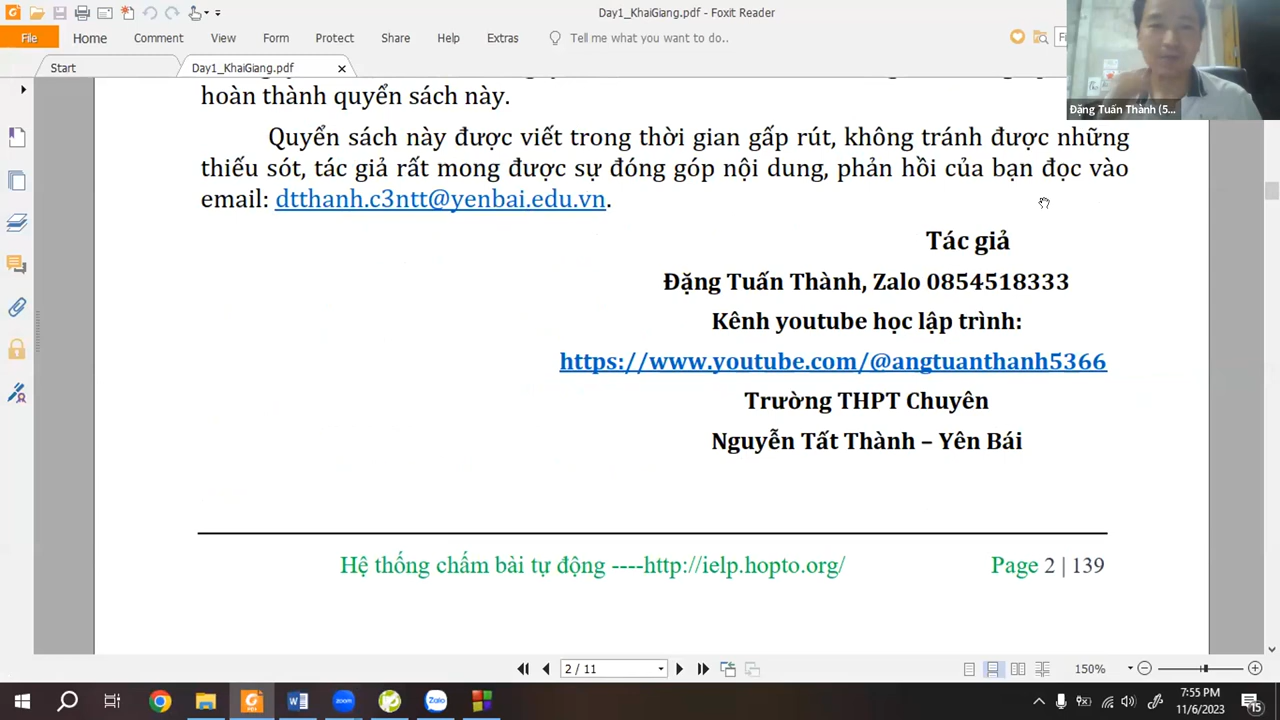 Day1_KhaiGiang.pdf - Foxit Reader
File Home Comment View Form Protect Share Help Extras Tell me what you want to do..
Start Day1_KhaiGiang.pdf
Đặng Tuấn Thành (5...
hoàn thành quyển sách này.
Quyển sách này được viết trong thời gian gấp rút, không tránh được những
thiếu sót, tác giả rất mong được sự đóng góp nội dung, phản hồi của bạn đọc vào
email: dtthanh.c3ntt@yenbai.edu.vn.
Tác giả
Đặng Tuấn Thành, Zalo 0854518333
Kênh youtube học lập trình:
https://www.youtube.com/@angtuanthanh5366
Trường THPT Chuyên
Nguyễn Tất Thành – Yên Bái
Hệ thống chấm bài tự động ----http://ielp.hopto.org/ Page 2 | 139
2 / 11
150%
zoom
Zalo
7:55 PM
11/6/2023
15